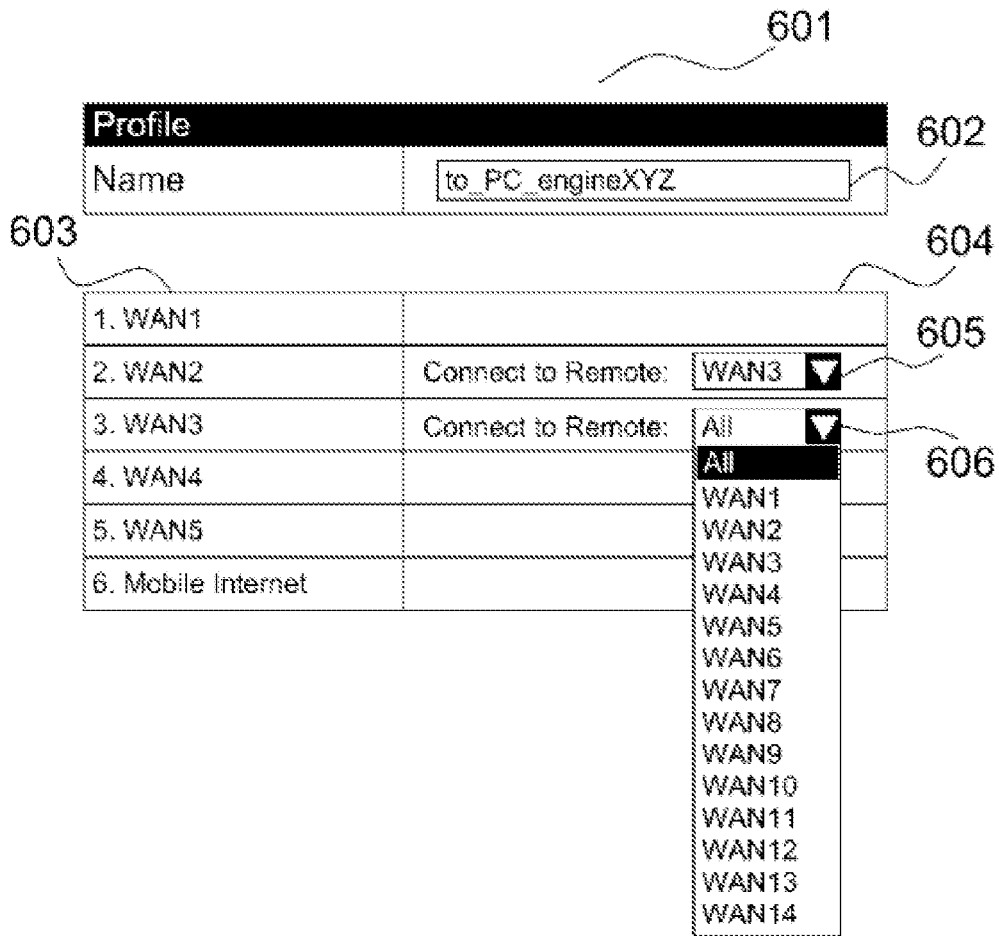 601
Profile
602
Name to_PC_engineXYZ
603
604
1. WAN1
605
2. WAN2 Connect to Remote: WAN3
3. WAN3 Connect to Remote: All
606
All
4. WAN4
WAN1
5. WAN5
WAN2
WAN3
6. Mobile Internet
WAN4
WAN5
WAN6
WAN7
WAN8
WAN9
WAN10
WAN11
WAN12
WAN13
WAN14